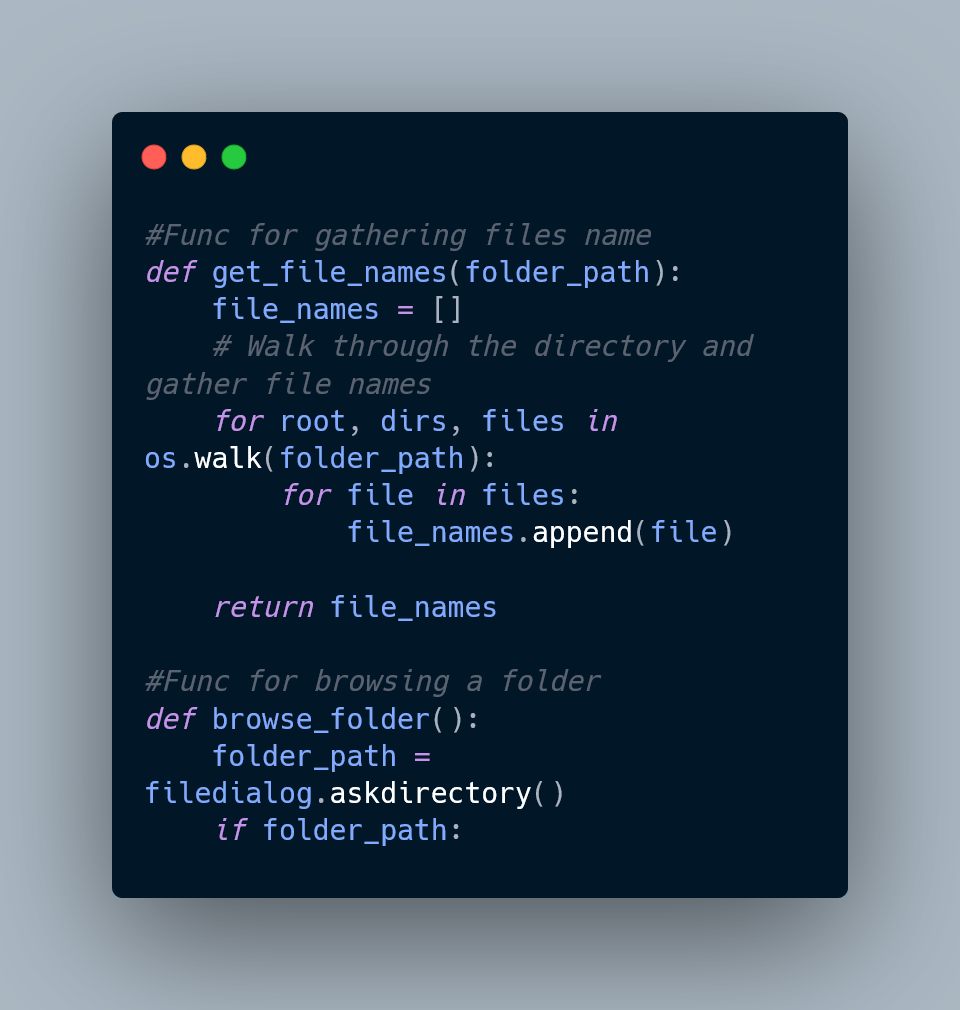 #Func for gathering files name
def get_file_names(folder_path):
    file_names = []
    # Walk through the directory and
gather file names
    for root, dirs, files in
os.walk(folder_path):
        for file in files:
            file_names.append(file)

    return file_names

#Func for browsing a folder
def browse_folder():
    folder_path =
filedialog.askdirectory()
    if folder_path: